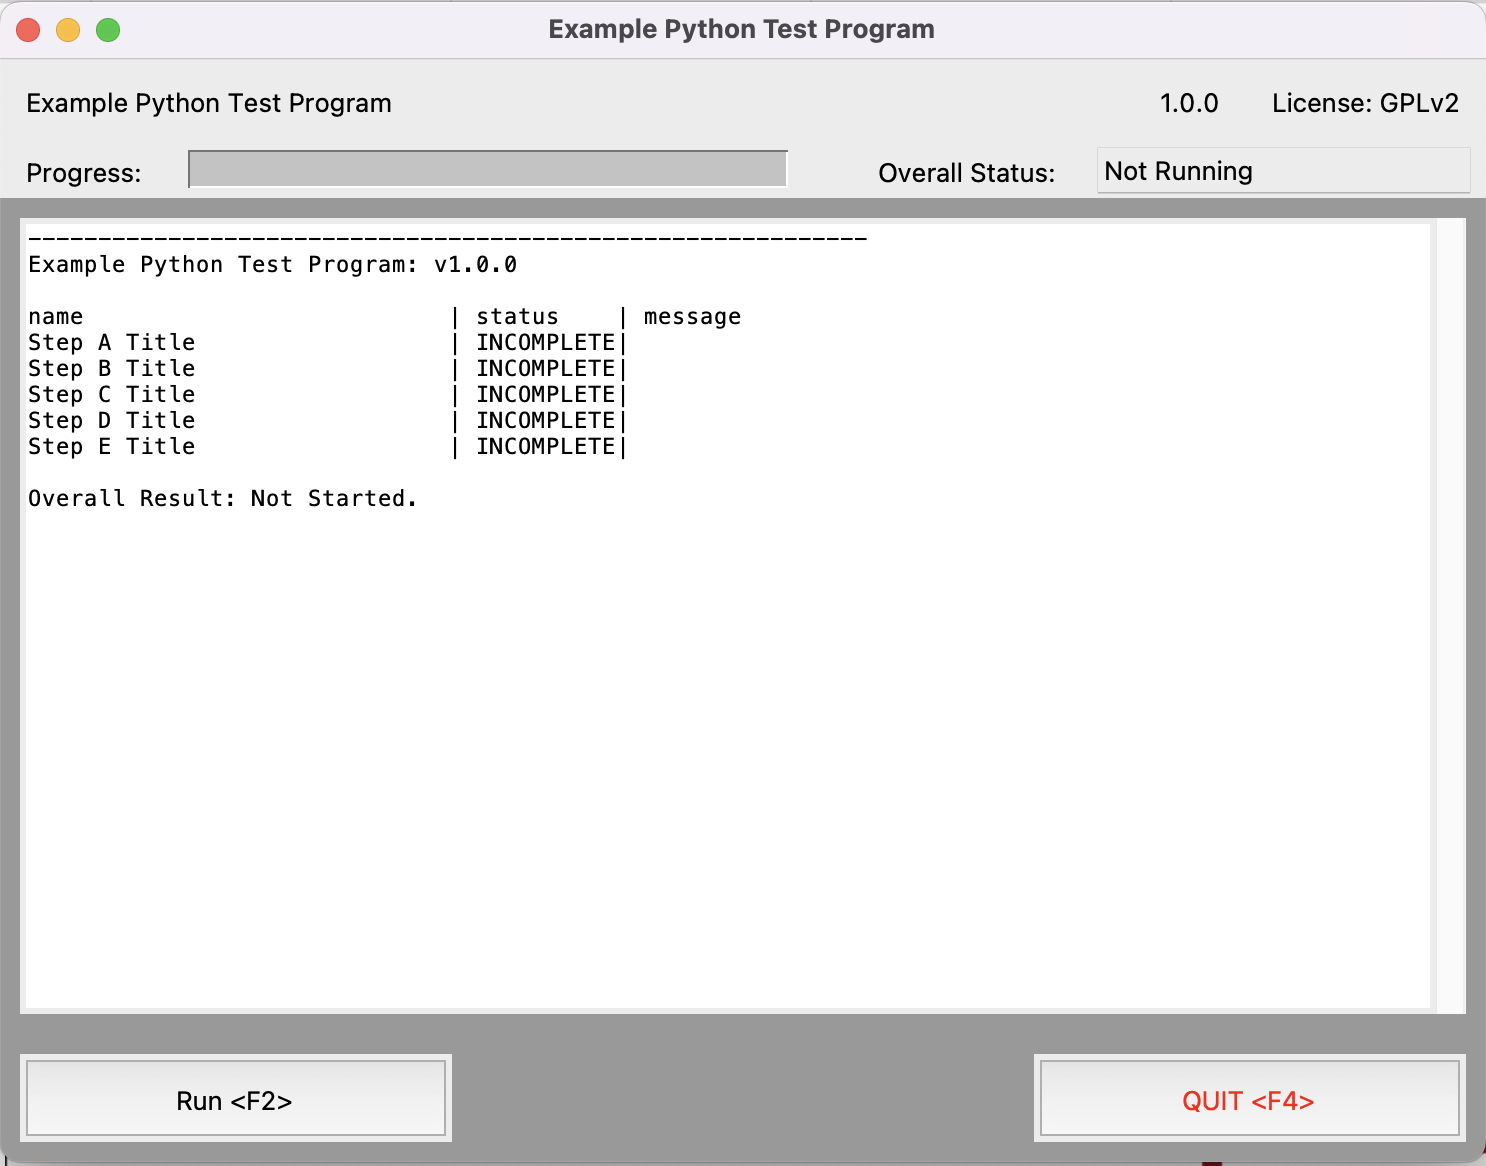 Example Python Test Program
Example Python Test Program 1.0.0 License: GPLv2
Progress: Overall Status: Not Running
------------------------------------------------------------
Example Python Test Program: v1.0.0
name | status | message
Step A Title | INCOMPLETE|
Step B Title | INCOMPLETE|
Step C Title | INCOMPLETE|
Step D Title | INCOMPLETE|
Step E Title | INCOMPLETE|
Overall Result: Not Started.
Run <F2> QUIT <F4>